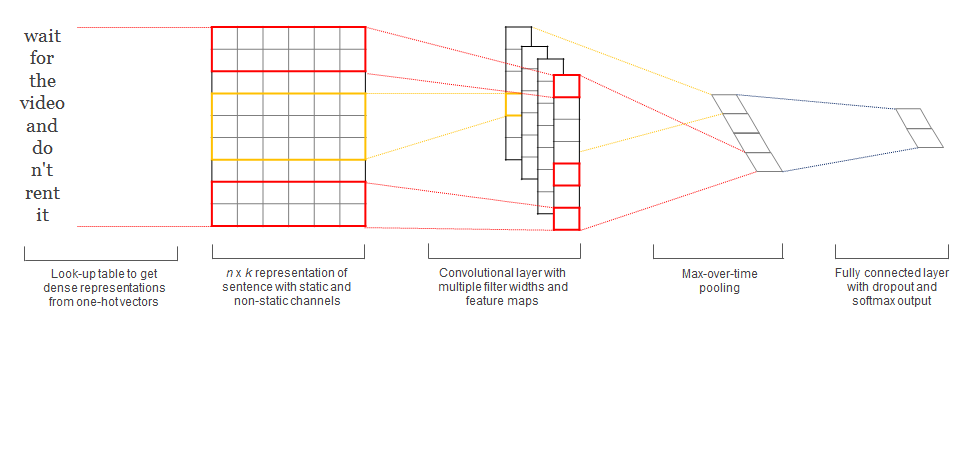 wait
for
the
video
and
do
n't
rent
it
Look-up table to get
dense representations
from one-hot vectors
n x k representation of
sentence with static and
non-static channels
Convolutional layer with
multiple filter widths and
feature maps
Max-over-time
pooling
Fully connected layer
with dropout and
softmax output